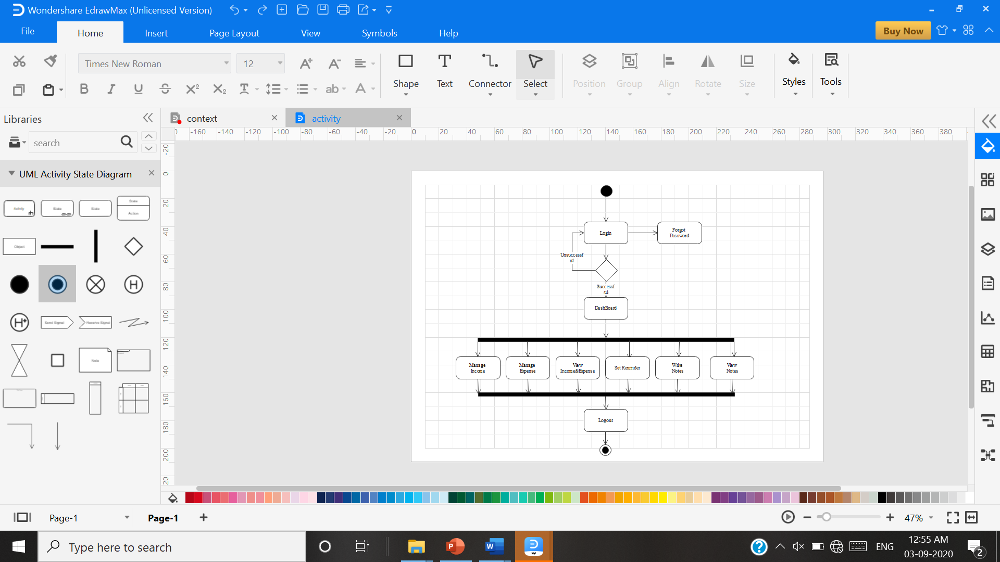 Wondershare EdrawMax (Unlicensed Version)
File
Home
Insert
Page Layout
View
Symbols
Help
Buy Now
Times New Roman
12
Shape
Text
Connector
Select
Position
Group
Align
Rotate
Size
Styles
Tools
Libraries
context
activity
search
UML Activity State Diagram
-160 -140 -120 -100 -80 -60 -40 -20 0 20 40 60 80 100 120 140 160 180 200 220 240 260 280 300 320 340 360 380
-20
0
20
40
60
80
100
120
140
160
180
200
20
Activity
State
State
State
Action
Object
H
H+
Send Signal
Receive Signal
Note
Login
Forgot
Password
Unsuccessf
ul
Successf
ul
DashBoard
Manage
Income
Manage
Expense
View
Income&Expense
Set Reminder
Write
Notes
View
Notes
Logout
Page-1
Page-1
47%
Type here to search
ENG
12:55 AM
03-09-2020
2